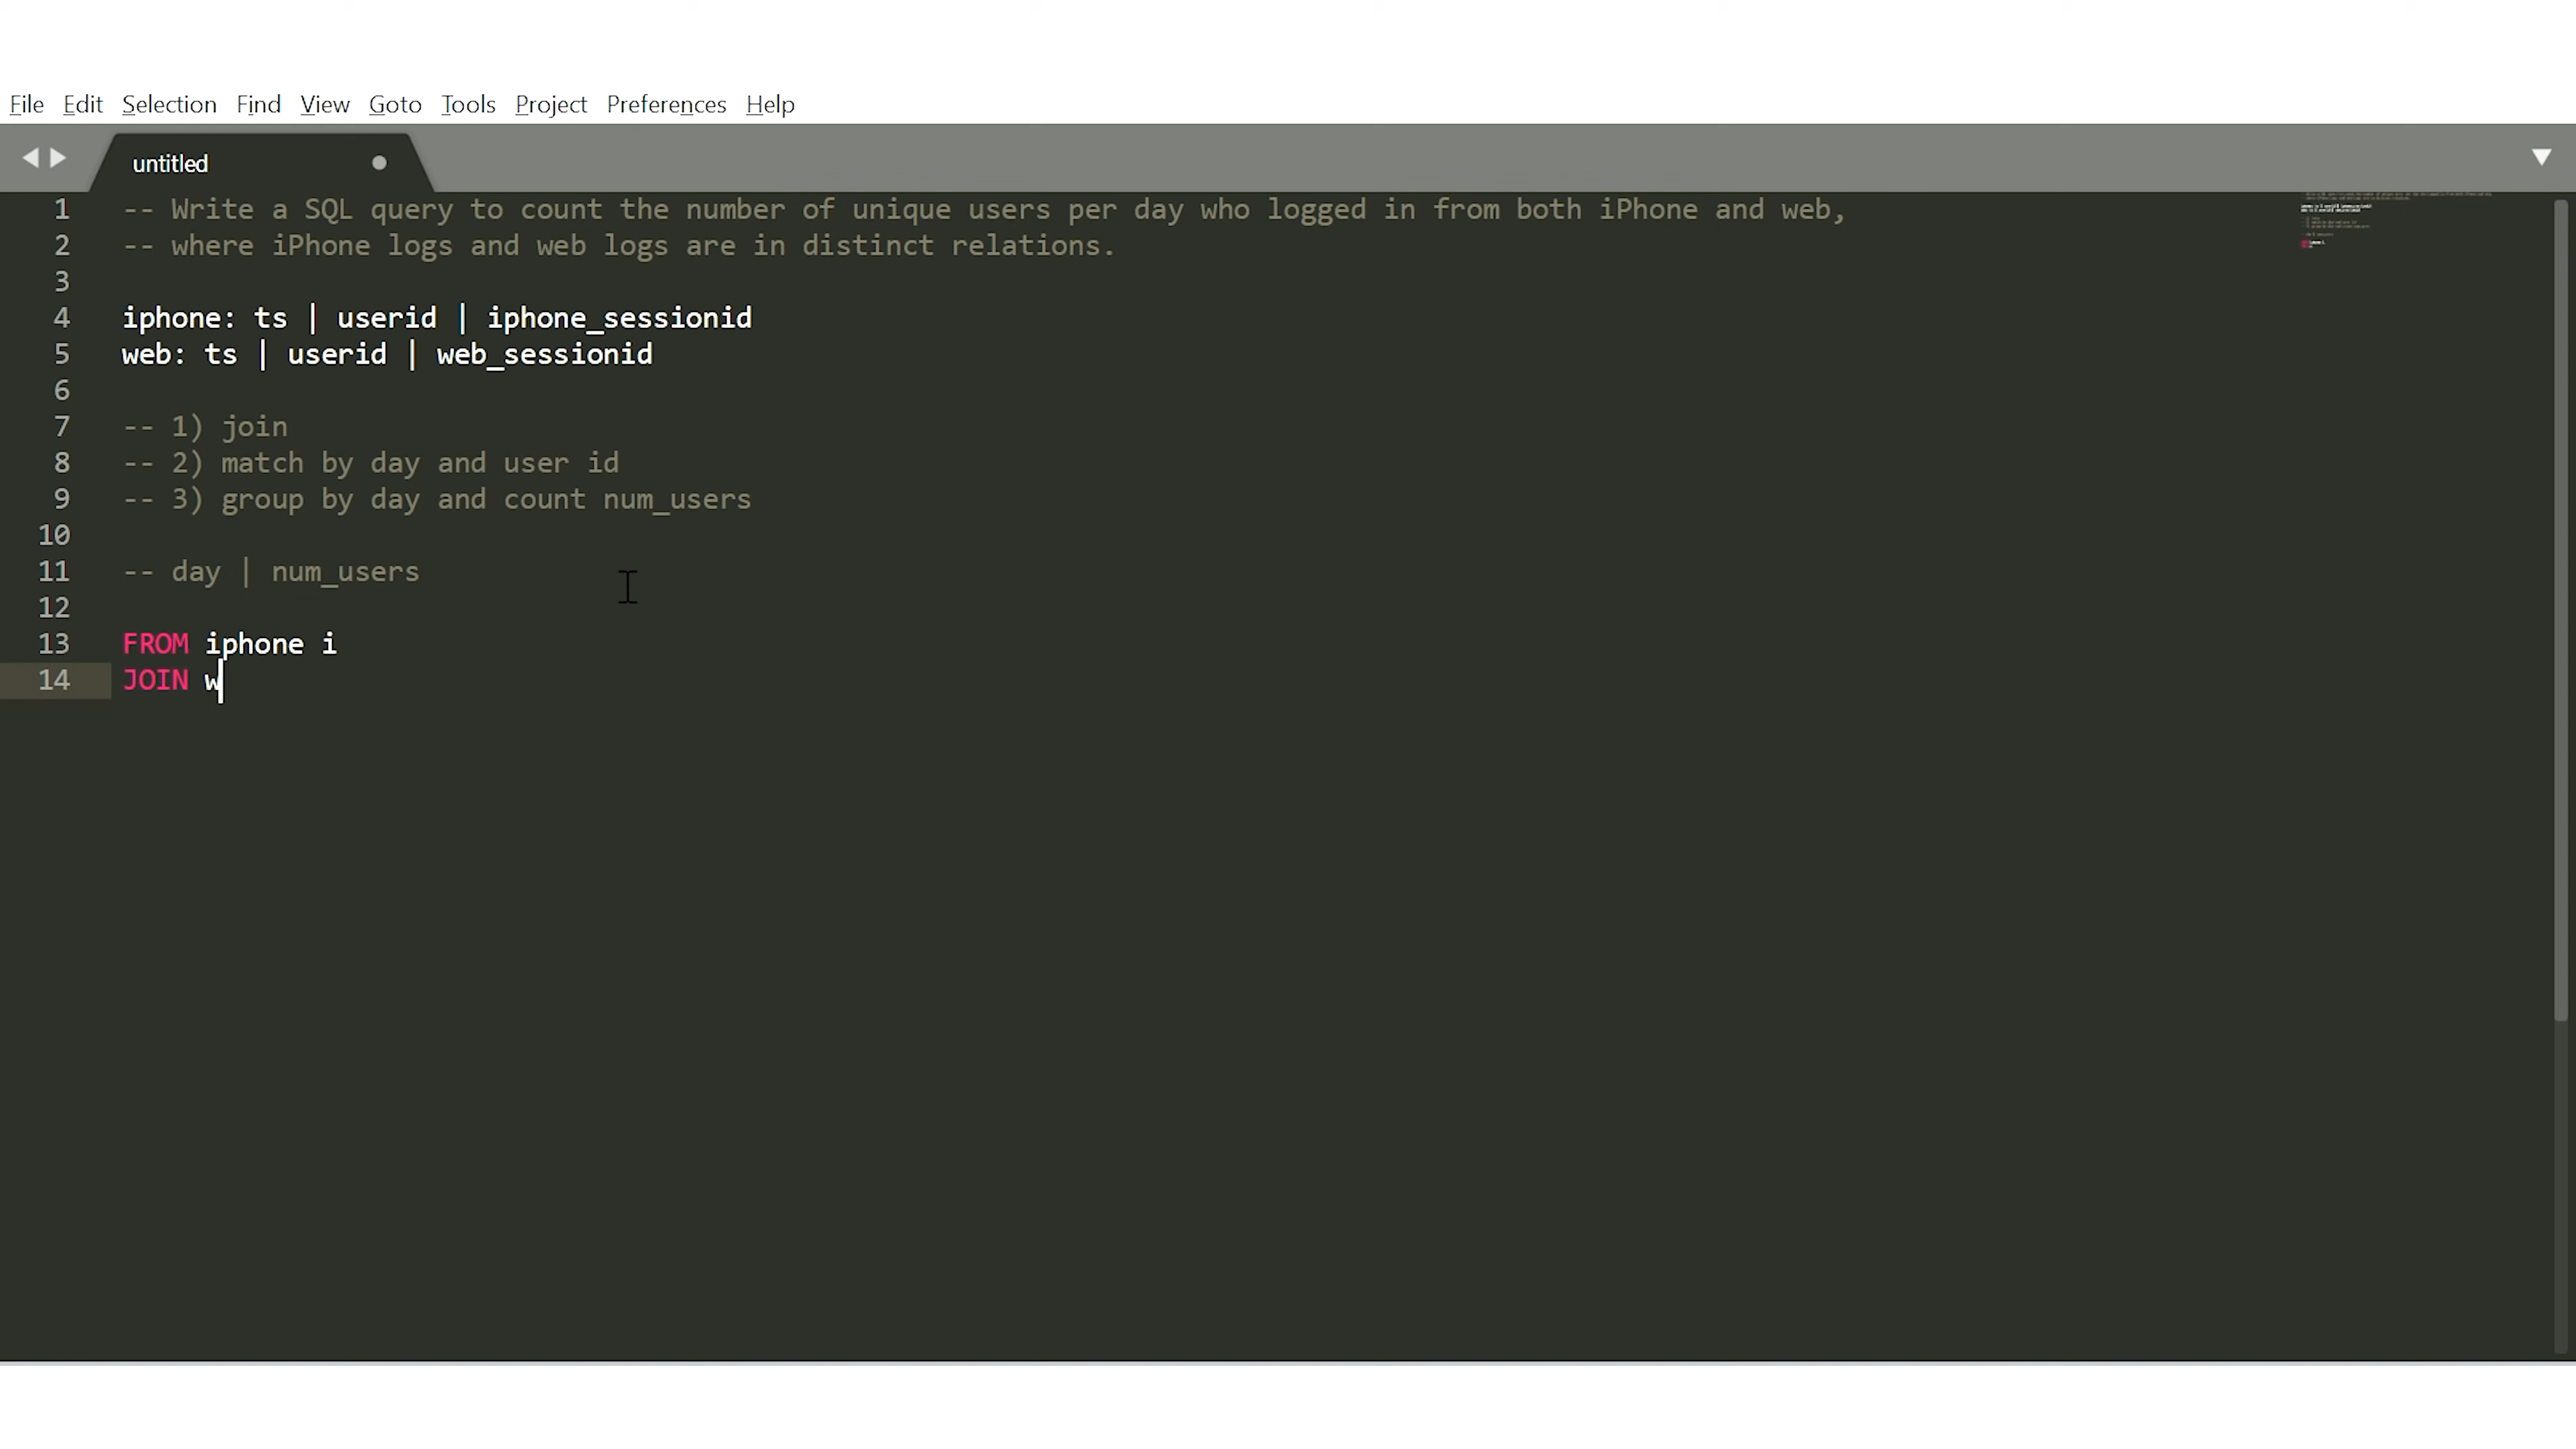 File Edit Selection Find View Goto Tools Project Preferences Help
untitled
1 -- Write a SQL query to count the number of unique users per day who logged in from both iPhone and web,
2 -- where iPhone logs and web logs are in distinct relations.
3
4 iphone: ts | userid | iphone_sessionid
5 web: ts | userid | web_sessionid
6
7 -- 1) join
8 -- 2) match by day and user id
9 -- 3) group by day and count num_users
10
11 -- day | num_users
12
13 FROM iphone i
14 JOIN w